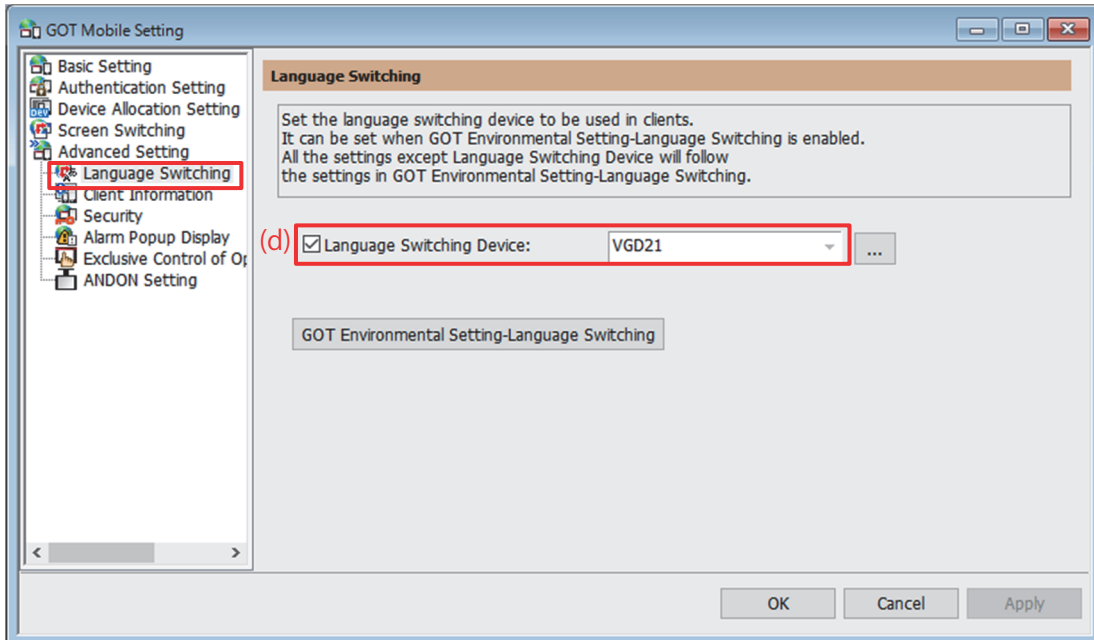 GOT Mobile Setting
Basic Setting
Authentication Setting
Device Allocation Setting
Screen Switching
Advanced Setting
Language Switching
Client Information
Security
Alarm Popup Display
Exclusive Control of Op
ANDON Setting
Language Switching
Set the language switching device to be used in clients.
It can be set when GOT Environmental Setting-Language Switching is enabled.
All the settings except Language Switching Device will follow
the settings in GOT Environmental Setting-Language Switching.
(d) Language Switching Device: VGD21 ...
GOT Environmental Setting-Language Switching
OK Cancel Apply